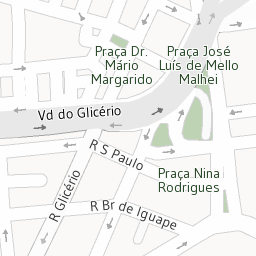 Praça Dr.
Mário
Margarido
Praça José
Luís de Mello
Malhei
Vd do Glicério
R S Paulo
Praça Nina
Rodrigues
R Glicério
R Br de Iguape